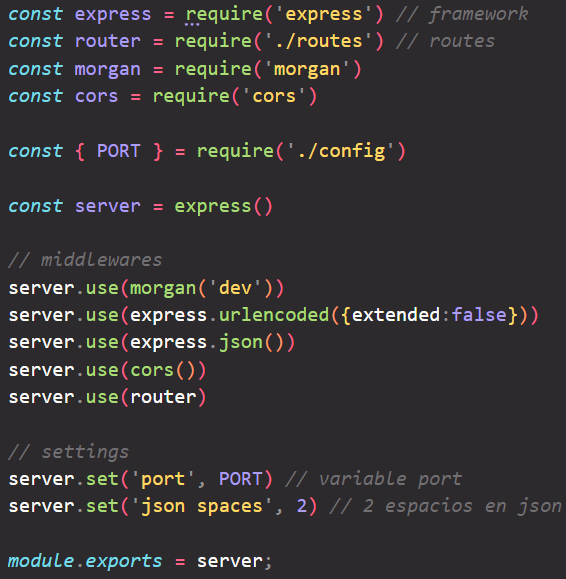 const express = require('express') // framework
const router = require('./routes') // routes
const morgan = require('morgan')
const cors = require('cors')
const { PORT } = require('./config')
const server = express()
// middlewares
server.use(morgan('dev'))
server.use(express.urlencoded({extended:false}))
server.use(express.json())
server.use(cors())
server.use(router)
// settings
server.set('port', PORT) // variable port
server.set('json spaces', 2) // 2 espacios en json
module.exports = server;